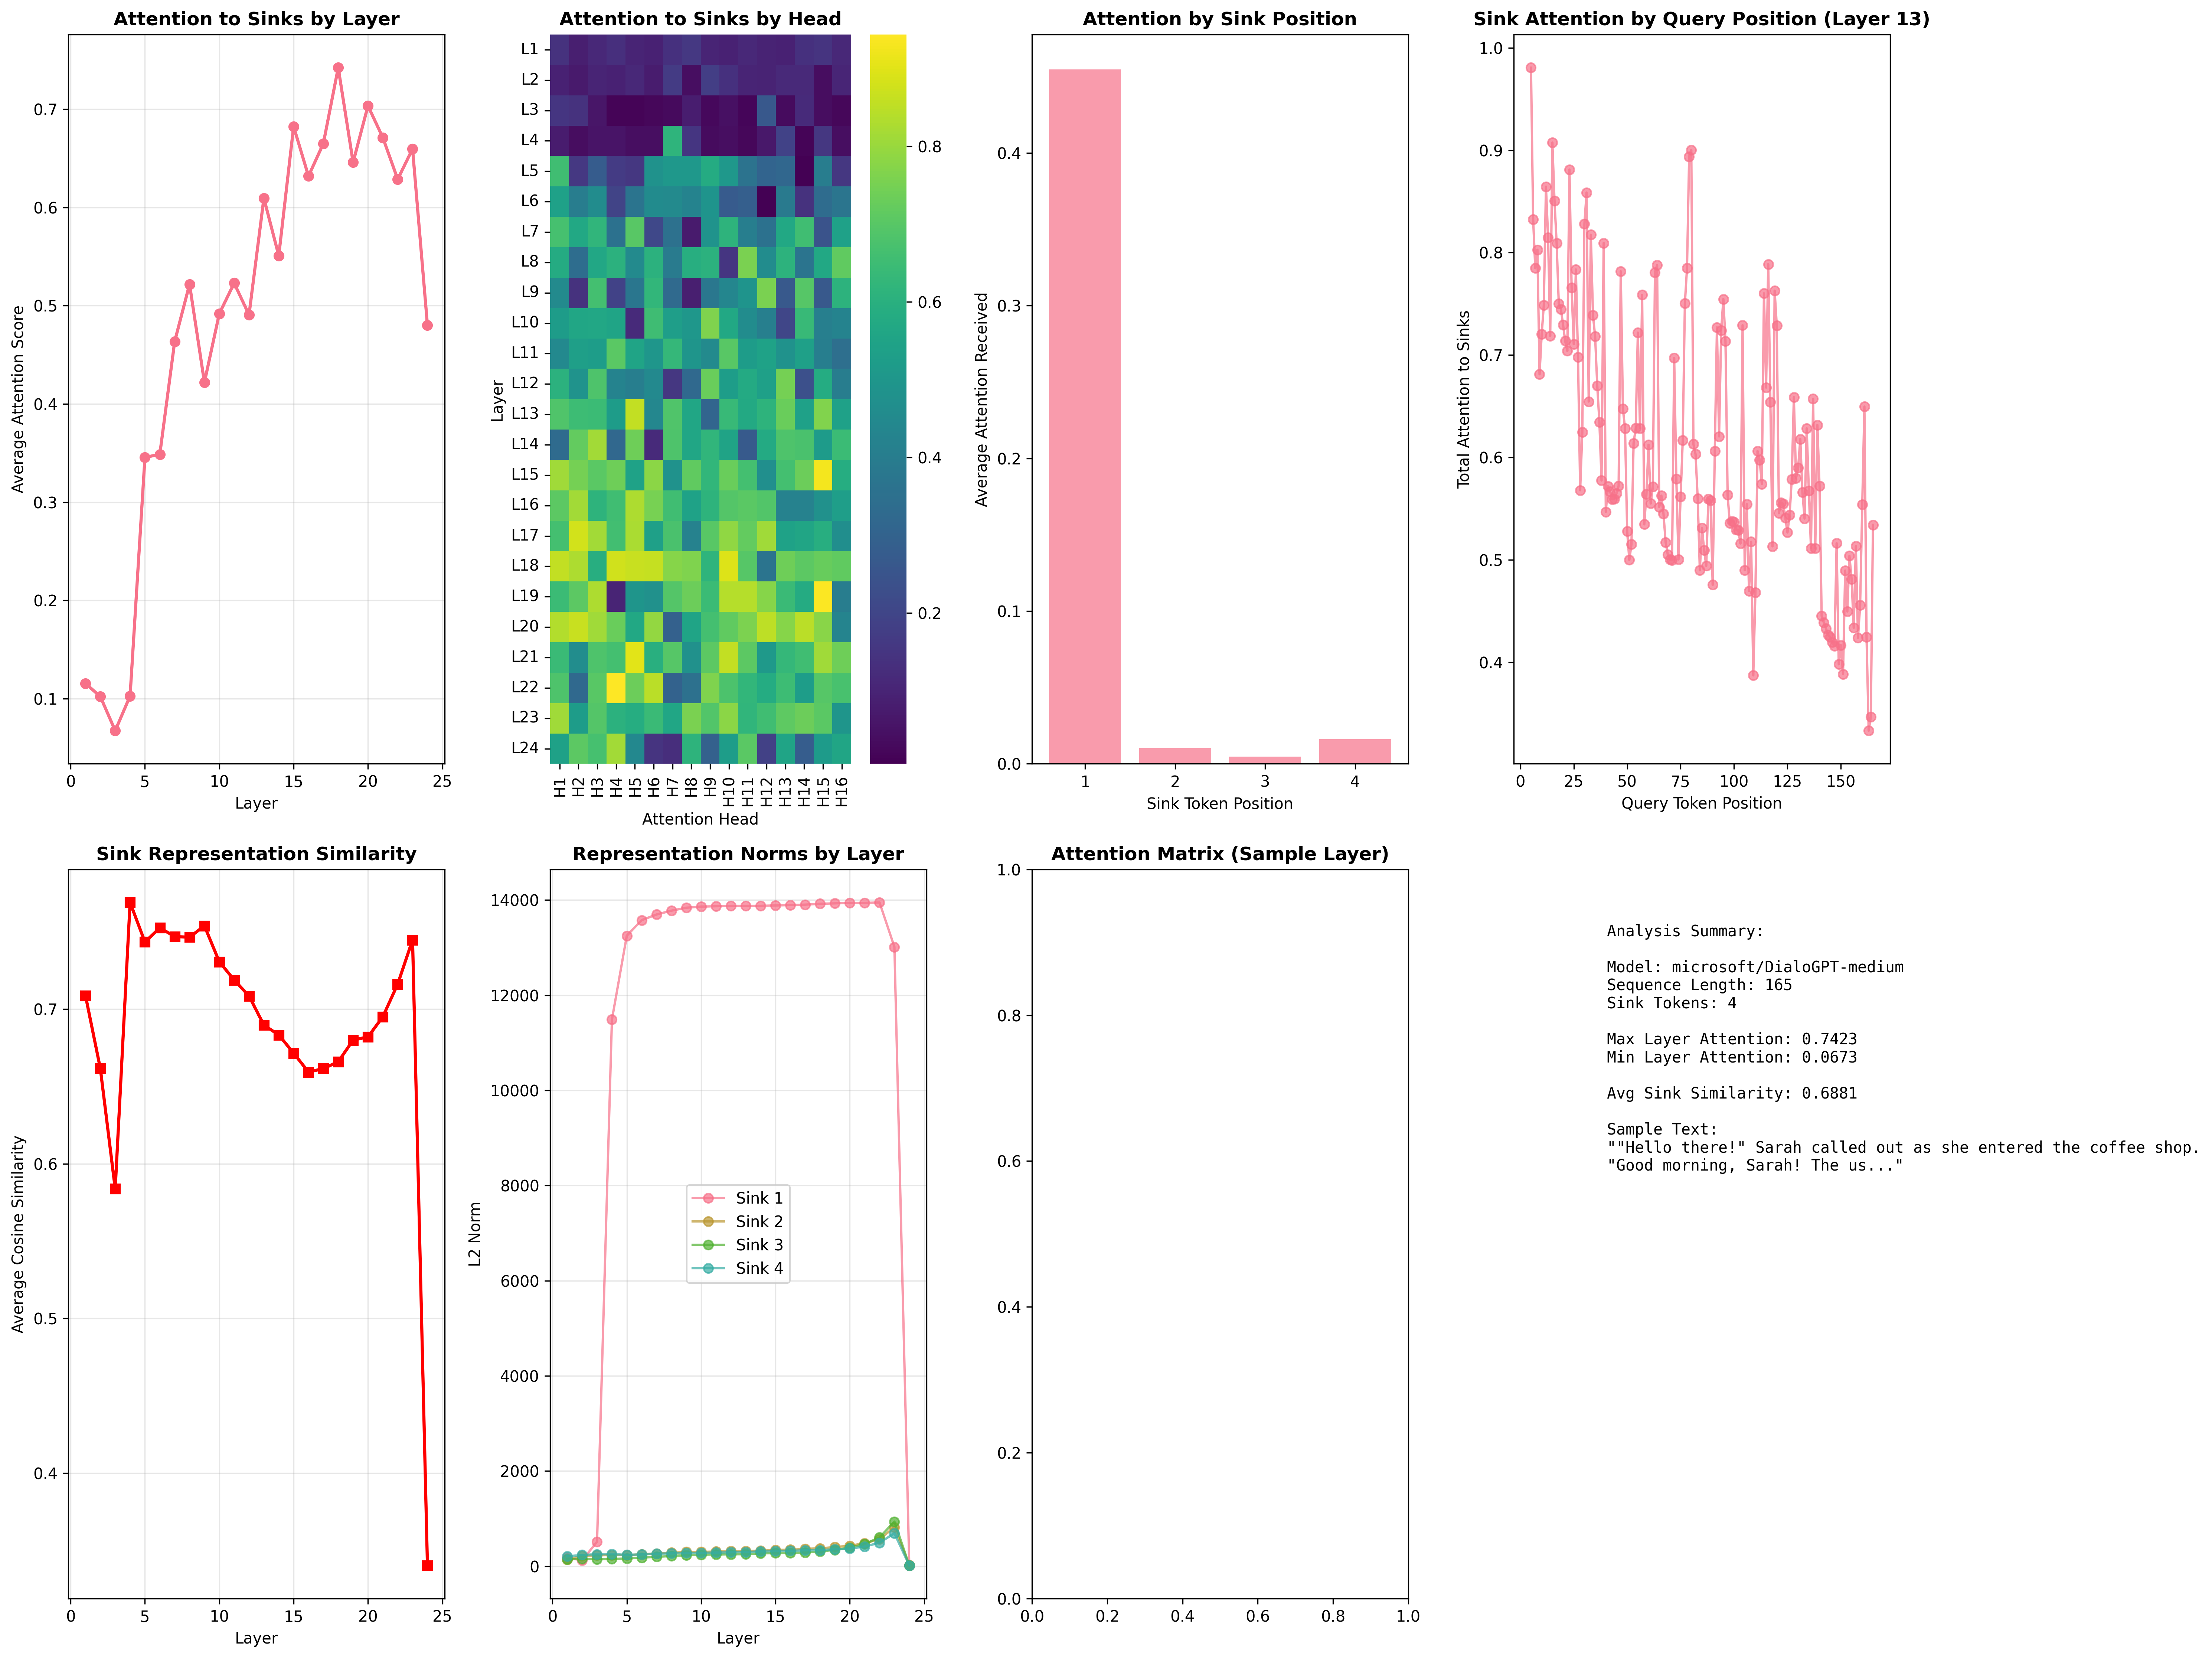 Attention to Sinks by Layer
Average Attention Score
0.7
0.6
0.5
0.4
0.3
0.2
0.1
0 5 10 15 20 25
Layer
Attention to Sinks by Head
Layer
L1
L2
L3
L4
L5
L6
L7
L8
L9
L10
L11
L12
L13
L14
L15
L16
L17
L18
L19
L20
L21
L22
L23
L24
H1 H2 H3 H4 H5 H6 H7 H8 H9 H10 H11 H12 H13 H14 H15 H16
Attention Head
0.8
0.6
0.4
0.2
Attention by Sink Position
Average Attention Received
0.4
0.3
0.2
0.1
0.0
1 2 3 4
Sink Token Position
Sink Attention by Query Position (Layer 13)
Total Attention to Sinks
1.0
0.9
0.8
0.7
0.6
0.5
0.4
0 25 50 75 100 125 150
Query Token Position
Sink Representation Similarity
Average Cosine Similarity
0.7
0.6
0.5
0.4
0 5 10 15 20 25
Layer
Representation Norms by Layer
L2 Norm
14000
12000
10000
8000
6000
4000
2000
0
Sink 1
Sink 2
Sink 3
Sink 4
0 5 10 15 20 25
Layer
Attention Matrix (Sample Layer)
1.0
0.8
0.6
0.4
0.2
0.0
0.0 0.2 0.4 0.6 0.8 1.0
Analysis Summary:
Model: microsoft/DialoGPT-medium
Sequence Length: 165
Sink Tokens: 4
Max Layer Attention: 0.7423
Min Layer Attention: 0.0673
Avg Sink Similarity: 0.6881
Sample Text:
""Hello there!" Sarah called out as she entered the coffee shop.
"Good morning, Sarah! The us..."